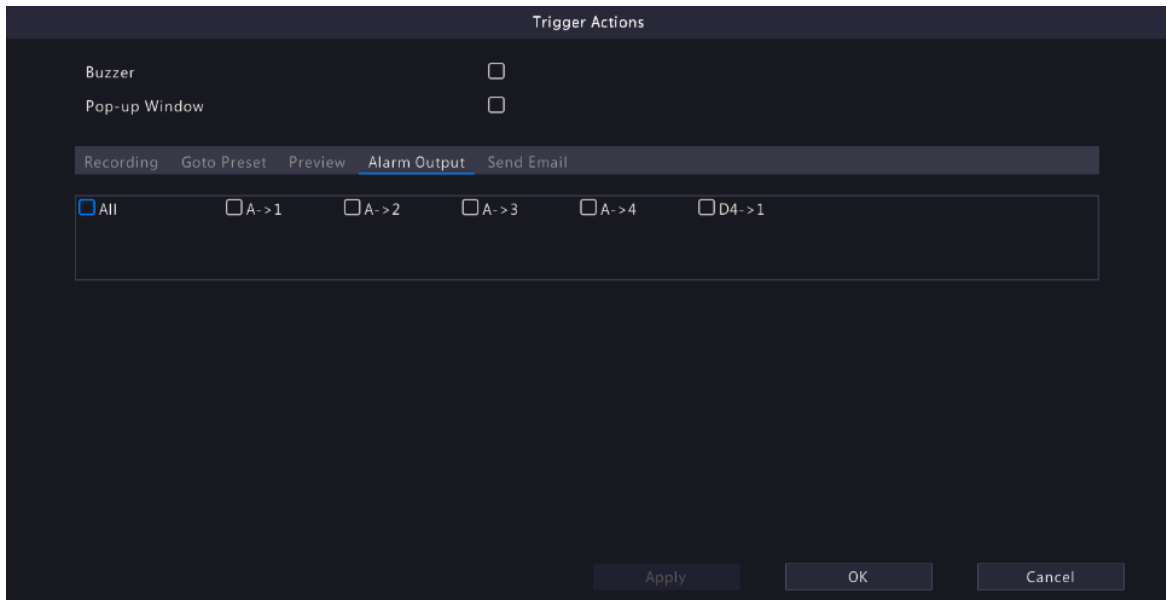 Trigger Actions
Buzzer
Pop-up Window
Recording Goto Preset Preview Alarm Output Send Email
All A->1 A->2 A->3 A->4 D4->1
Apply OK Cancel